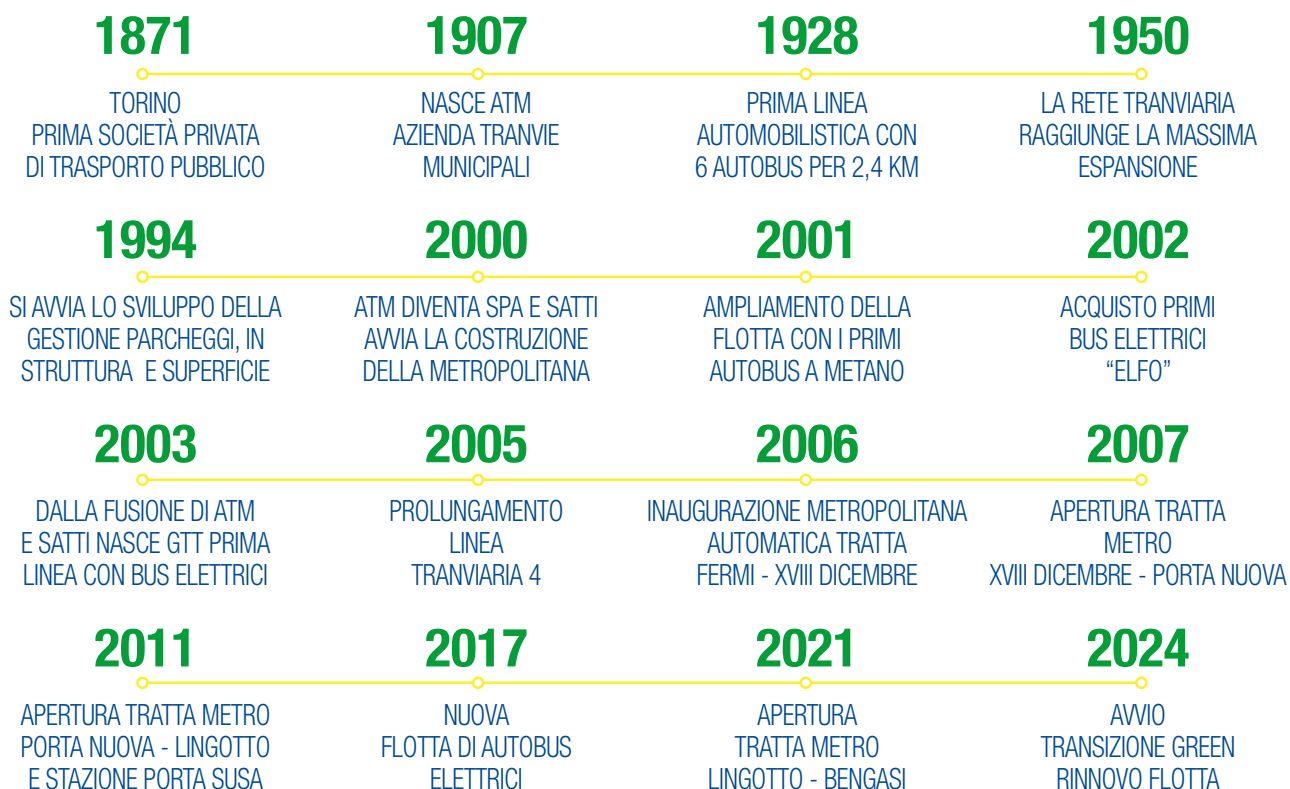 1871
TORINO
PRIMA SOCIETÀ PRIVATA
DI TRASPORTO PUBBLICO
1907
NASCE ATM
AZIENDA TRANVIE
MUNICIPALI
1928
PRIMA LINEA
AUTOMOBILISTICA CON
6 AUTOBUS PER 2,4 KM
1950
LA RETE TRANVIARIA
RAGGIUNGE LA MASSIMA
ESPANSIONE
1994
SI AVVIA LO SVILUPPO DELLA
GESTIONE PARCHEGGI, IN
STRUTTURA E SUPERFICIE
2000
ATM DIVENTA SPA E SATTI
AVVIA LA COSTRUZIONE
DELLA METROPOLITANA
2001
AMPLIAMENTO DELLA
FLOTTA CON I PRIMI
AUTOBUS A METANO
2002
ACQUISTO PRIMI
BUS ELETTRICI
“ELFO”
2003
DALLA FUSIONE DI ATM
E SATTI NASCE GTT PRIMA
LINEA CON BUS ELETTRICI
2005
PROLUNGAMENTO
LINEA
TRANVIARIA 4
2006
INAUGURAZIONE METROPOLITANA
AUTOMATICA TRATTA
FERMI - XVIII DICEMBRE
2007
APERTURA TRATTA
METRO
XVIII DICEMBRE - PORTA NUOVA
2011
APERTURA TRATTA METRO
PORTA NUOVA - LINGOTTO
E STAZIONE PORTA SUSA
2017
NUOVA
FLOTTA DI AUTOBUS
ELETTRICI
2021
APERTURA
TRATTA METRO
LINGOTTO - BENGASI
2024
AVVIO
TRANSIZIONE GREEN
RINNOVO FLOTTA